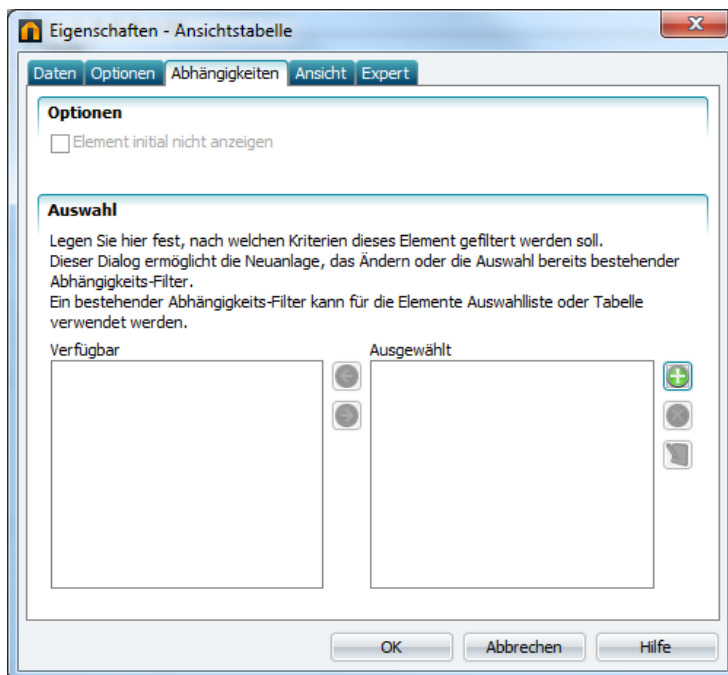 Eigenschaften - Ansichtstabelle
Daten Optionen Abhängigkeiten Ansicht Expert
Optionen
Element initial nicht anzeigen
Auswahl
Legen Sie hier fest, nach welchen Kriterien dieses Element gefiltert werden soll.
Dieser Dialog ermöglicht die Neuanlage, das Ändern oder die Auswahl bereits bestehender
Abhängigkeits-Filter.
Ein bestehender Abhängigkeits-Filter kann für die Elemente Auswahlliste oder Tabelle
verwendet werden.
Verfügbar Ausgewählt
OK Abbrechen Hilfe